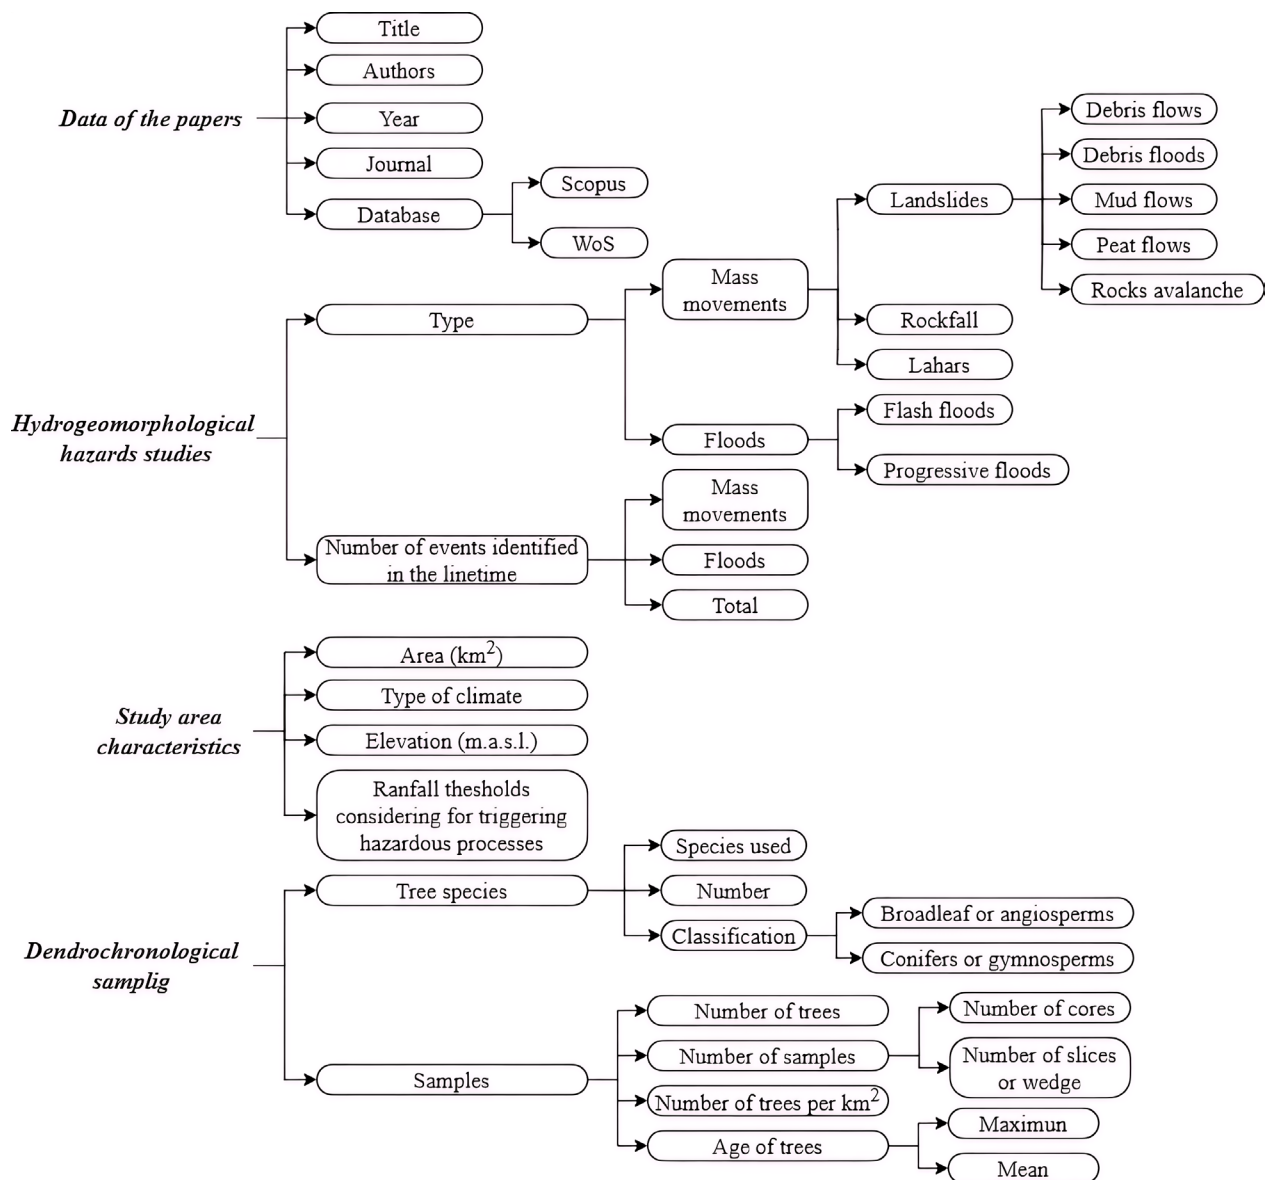 Data of the papers
Title
Authors
Year
Journal
Database
Scopus
WoS
Hydrogeomorphological
hazards studies
Type
Mass
movements
Landslides
Debris flows
Debris floods
Mud flows
Peat flows
Rocks avalanche
Rockfall
Lahars
Floods
Flash floods
Progressive floods
Number of events identified
in the linetime
Mass
movements
Floods
Total
Study area
characteristics
Area (km²)
Type of climate
Elevation (m.a.s.l.)
Ranfall thesholds
considering for triggering
hazardous processes
Dendrochronological
samplig
Tree species
Species used
Number
Classification
Broadleaf or angiosperms
Conifers or gymnosperms
Samples
Number of trees
Number of samples
Number of cores
Number of slices
or wedge
Number of trees per km²
Age of trees
Maximun
Mean